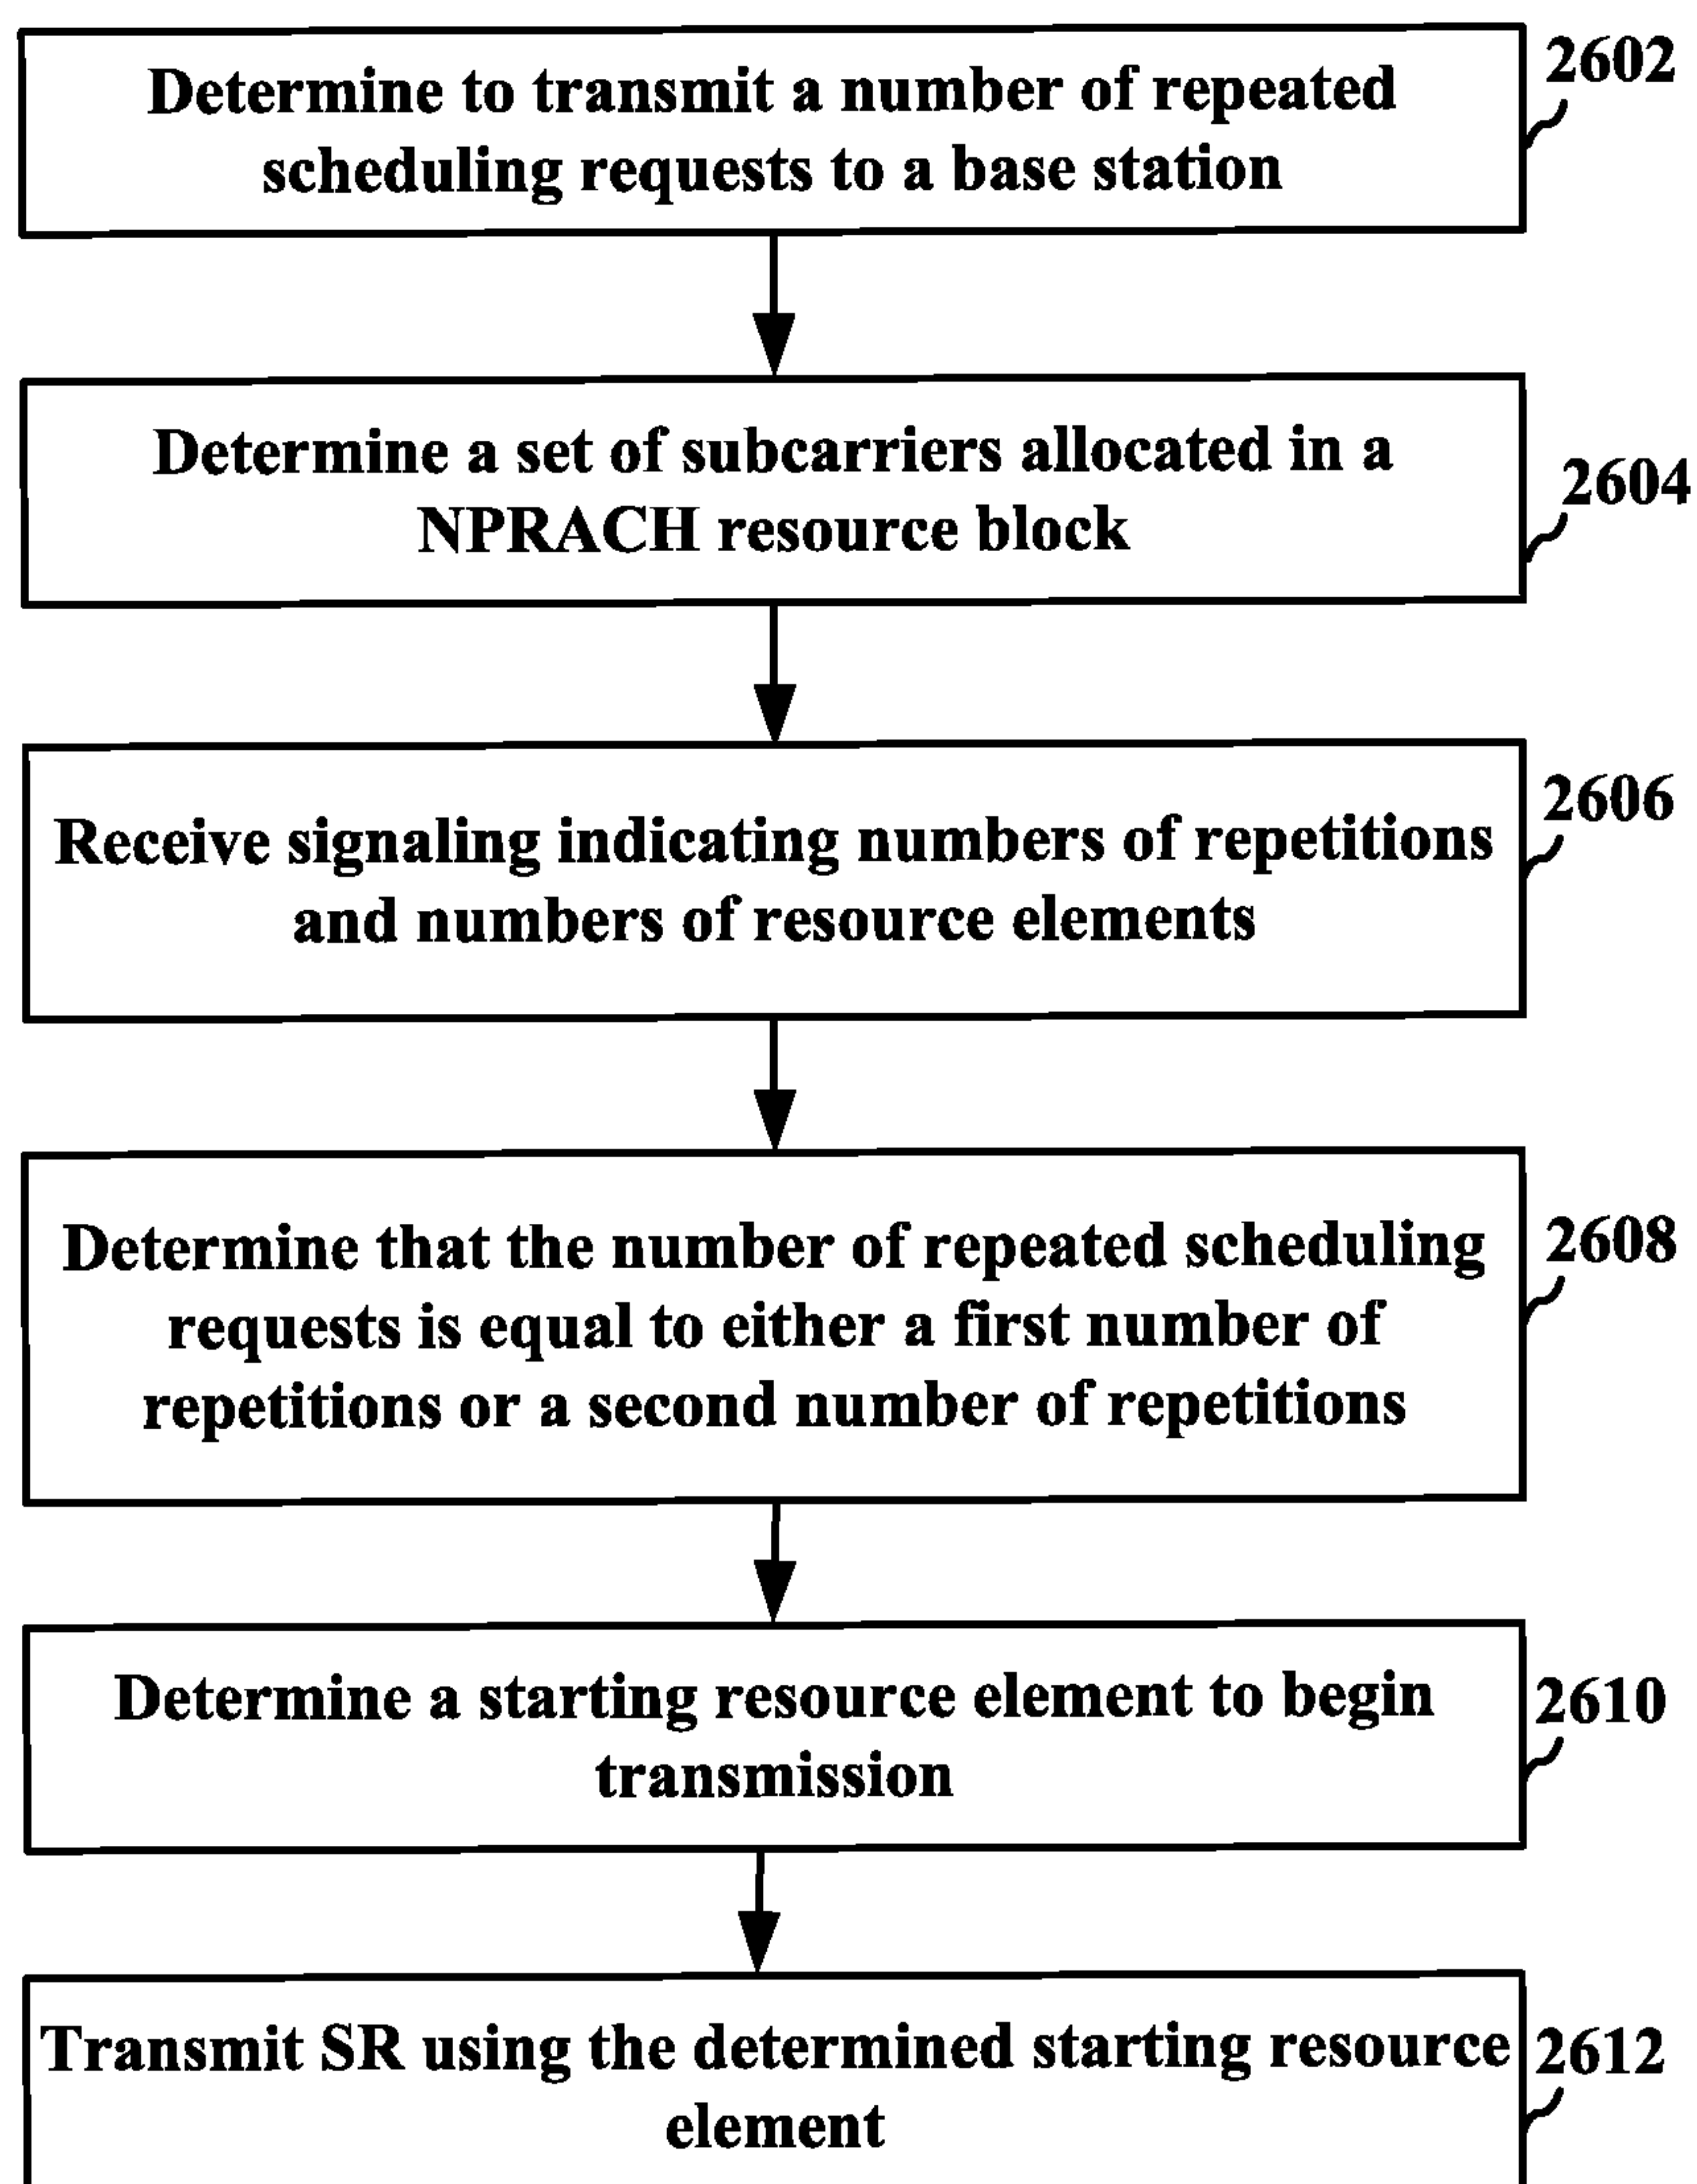 Determine to transmit a number of repeated
scheduling requests to a base station
2602
Determine a set of subcarriers allocated in a
NPRACH resource block
2604
Receive signaling indicating numbers of repetitions
and numbers of resource elements
2606
Determine that the number of repeated scheduling
requests is equal to either a first number of
repetitions or a second number of repetitions
2608
Determine a starting resource element to begin
transmission
2610
Transmit SR using the determined starting resource
element
2612